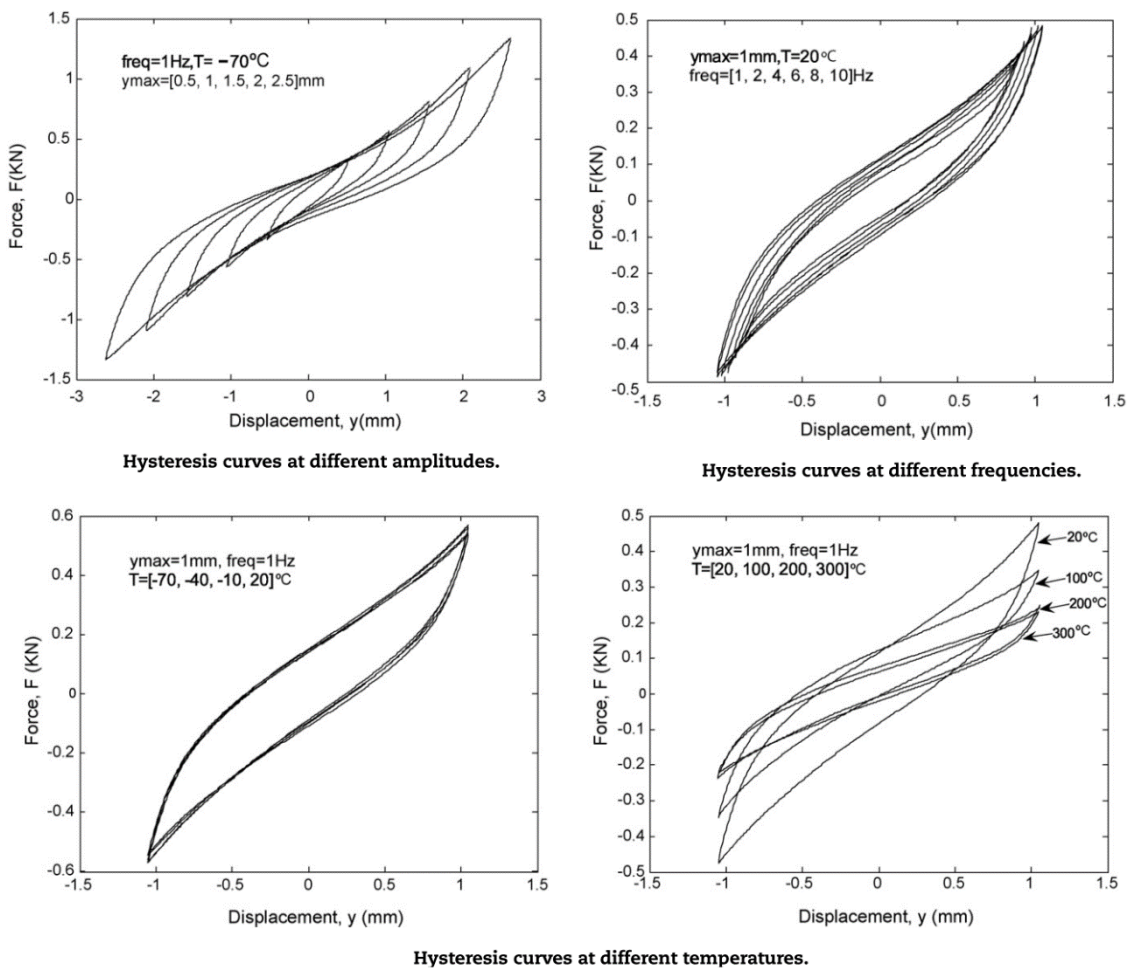 1.5
1
0.5
0
-0.5
-1
-1.5
Force, F(KN)
freq=1Hz,T= −70°C
ymax=[0.5, 1, 1.5, 2, 2.5]mm
-3 -2 -1 0 1 2 3
Displacement, y(mm)
Hysteresis curves at different amplitudes.
0.5
0.4
0.3
0.2
0.1
0
-0.1
-0.2
-0.3
-0.4
-0.5
Force, F(KN)
ymax=1mm,T=20°C
freq=[1, 2, 4, 6, 8, 10]Hz
-1.5 -1 -0.5 0 0.5 1 1.5
Displacement, y(mm)
Hysteresis curves at different frequencies.
0.6
0.4
0.2
0
-0.2
-0.4
-0.6
Force, F (KN)
ymax=1mm, freq=1Hz
T=[-70, -40, -10, 20]°C
-1.5 -1 -0.5 0 0.5 1 1.5
Displacement, y (mm)
0.5
0.4
0.3
0.2
0.1
0
-0.1
0.2
-0.3
-0.4
-0.5
Force, F (KN)
ymax=1mm, freq=1Hz
T=[20, 100, 200, 300]°C
20°C
100°C
200°C
300°C
-1.5 -1 -0.5 0 0.5 1 1.5
Displacement, y (mm)
Hysteresis curves at different temperatures.